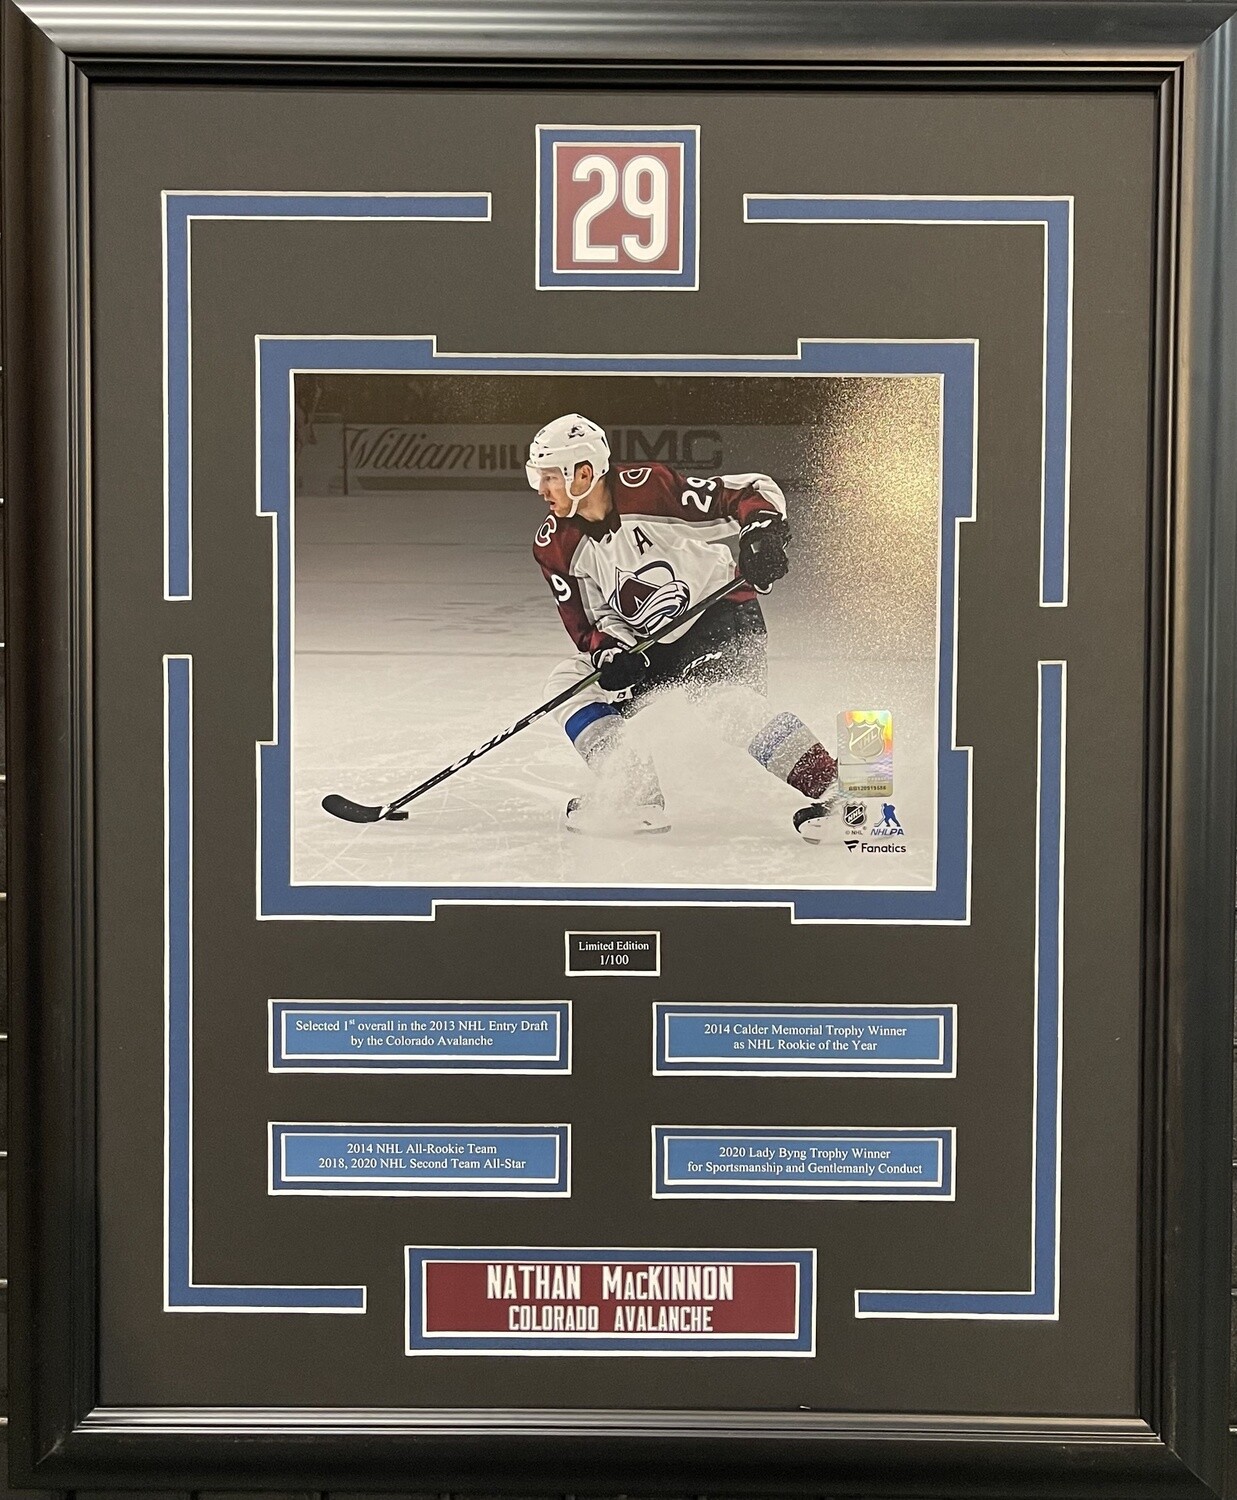 29
William HILL
29
A
9
NHL
© NHL
NHLPA
Fanatics
Limited Edition
1/100
Selected 1st overall in the 2013 NHL Entry Draft
by the Colorado Avalanche
2014 Calder Memorial Trophy Winner
as NHL Rookie of the Year
2014 NHL All-Rookie Team
2018, 2020 NHL Second Team All-Star
2020 Lady Byng Trophy Winner
for Sportsmanship and Gentlemanly Conduct
NATHAN MacKINNON
COLORADO AVALANCHE